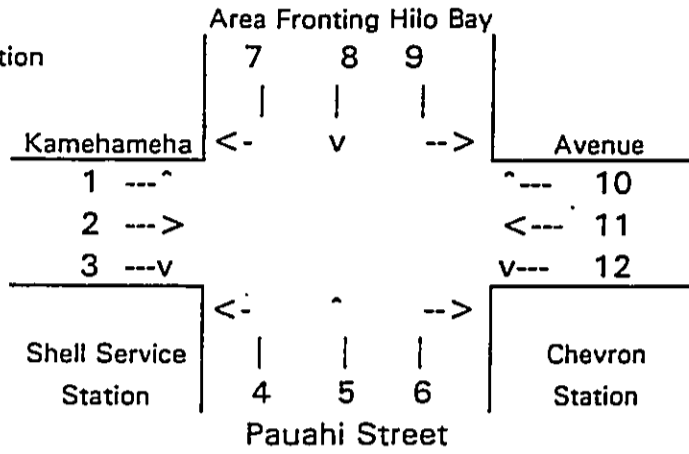 Area Fronting Hilo Bay
tion 7 8 9
| | |
Kamehameha <- v --> Avenue
1 ---^ ^--- 10
2 ---> <--- 11
3 ---v v--- 12
<- ^ -->
Shell Service | | | Chevron
Station 4 5 6 Station
Pauahi Street